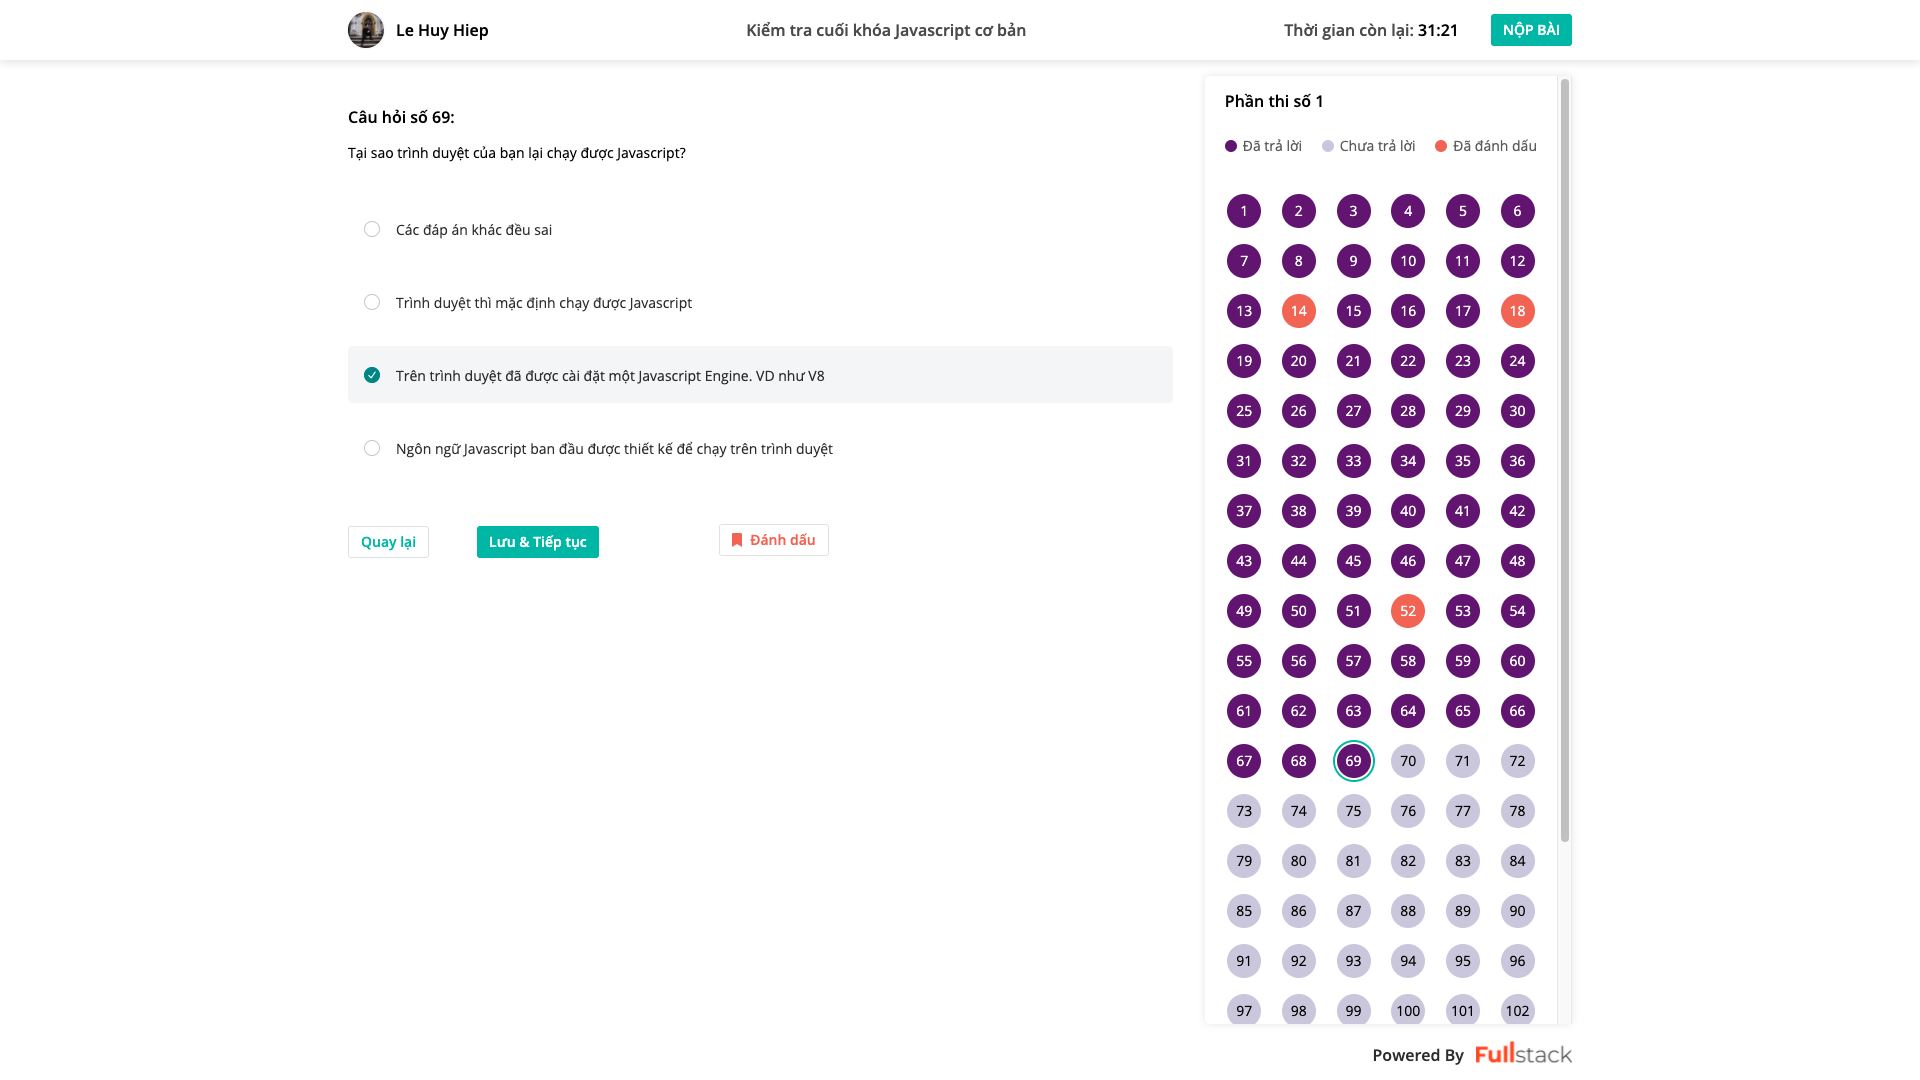 Le Huy Hiep
Kiểm tra cuối khóa Javascript cơ bản
Thời gian còn lại: 31:21
NỘP BÀI
Câu hỏi số 69:
Tại sao trình duyệt của bạn lại chạy được Javascript?
Các đáp án khác đều sai
Trình duyệt thì mặc định chạy được Javascript
Trên trình duyệt đã được cài đặt một Javascript Engine. VD như V8
Ngôn ngữ Javascript ban đầu được thiết kế để chạy trên trình duyệt
Quay lại
Lưu & Tiếp tục
Đánh dấu
Phần thi số 1
Đã trả lời Chưa trả lời Đã đánh dấu
1 2 3 4 5 6
7 8 9 10 11 12
13 14 15 16 17 18
19 20 21 22 23 24
25 26 27 28 29 30
31 32 33 34 35 36
37 38 39 40 41 42
43 44 45 46 47 48
49 50 51 52 53 54
55 56 57 58 59 60
61 62 63 64 65 66
67 68 69 70 71 72
73 74 75 76 77 78
79 80 81 82 83 84
85 86 87 88 89 90
91 92 93 94 95 96
97 98 99 100 101 102
Powered By Fullstack